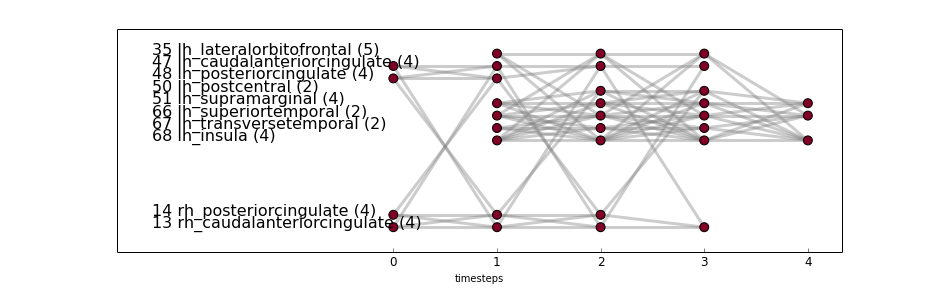 35 lh_lateralorbitofrontal (5)
47 lh_caudalanteriorcingulate (4)
48 lh_posteriorcingulate (4)
50 lh_postcentral (2)
51 lh_supramarginal (4)
66 lh_superiortemporal (2)
67 lh_transversetemporal (2)
68 lh_insula (4)
14 rh_posteriorcingulate (4)
13 rh_caudalanteriorcingulate (4)
0 1 2 3 4
timesteps